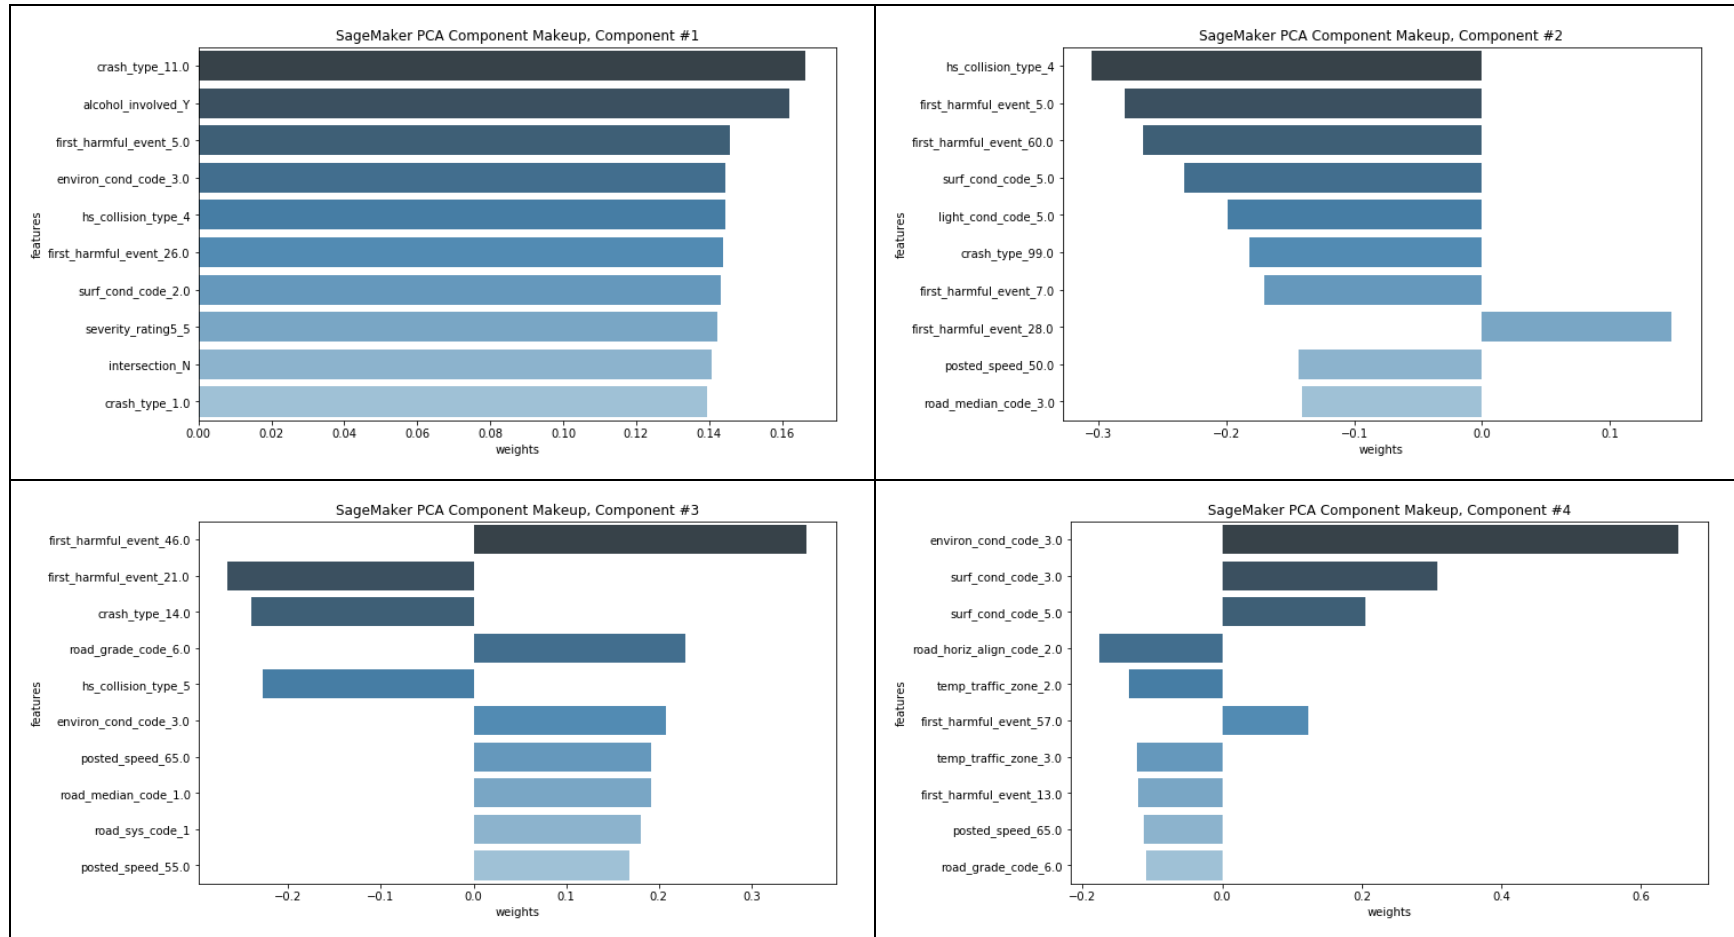 SageMaker PCA Component Makeup, Component #1
crash_type_11.0
alcohol_involved_Y
first_harmful_event_5.0
environ_cond_code_3.0
hs_collision_type_4
first_harmful_event_26.0
surf_cond_code_2.0
severity_rating5_5
intersection_N
crash_type_1.0
features
0.00 0.02 0.04 0.06 0.08 0.10 0.12 0.14 0.16
weights
SageMaker PCA Component Makeup, Component #2
hs_collision_type_4
first_harmful_event_5.0
first_harmful_event_60.0
surf_cond_code_5.0
light_cond_code_5.0
crash_type_99.0
first_harmful_event_7.0
first_harmful_event_28.0
posted_speed_50.0
road_median_code_3.0
features
−0.3 −0.2 −0.1 0.0 0.1
weights
SageMaker PCA Component Makeup, Component #3
first_harmful_event_46.0
first_harmful_event_21.0
crash_type_14.0
road_grade_code_6.0
hs_collision_type_5
environ_cond_code_3.0
posted_speed_65.0
road_median_code_1.0
road_sys_code_1
posted_speed_55.0
features
−0.2 −0.1 0.0 0.1 0.2 0.3
weights
SageMaker PCA Component Makeup, Component #4
environ_cond_code_3.0
surf_cond_code_3.0
surf_cond_code_5.0
road_horiz_align_code_2.0
temp_traffic_zone_2.0
first_harmful_event_57.0
temp_traffic_zone_3.0
first_harmful_event_13.0
posted_speed_65.0
road_grade_code_6.0
features
−0.2 0.0 0.2 0.4 0.6
weights